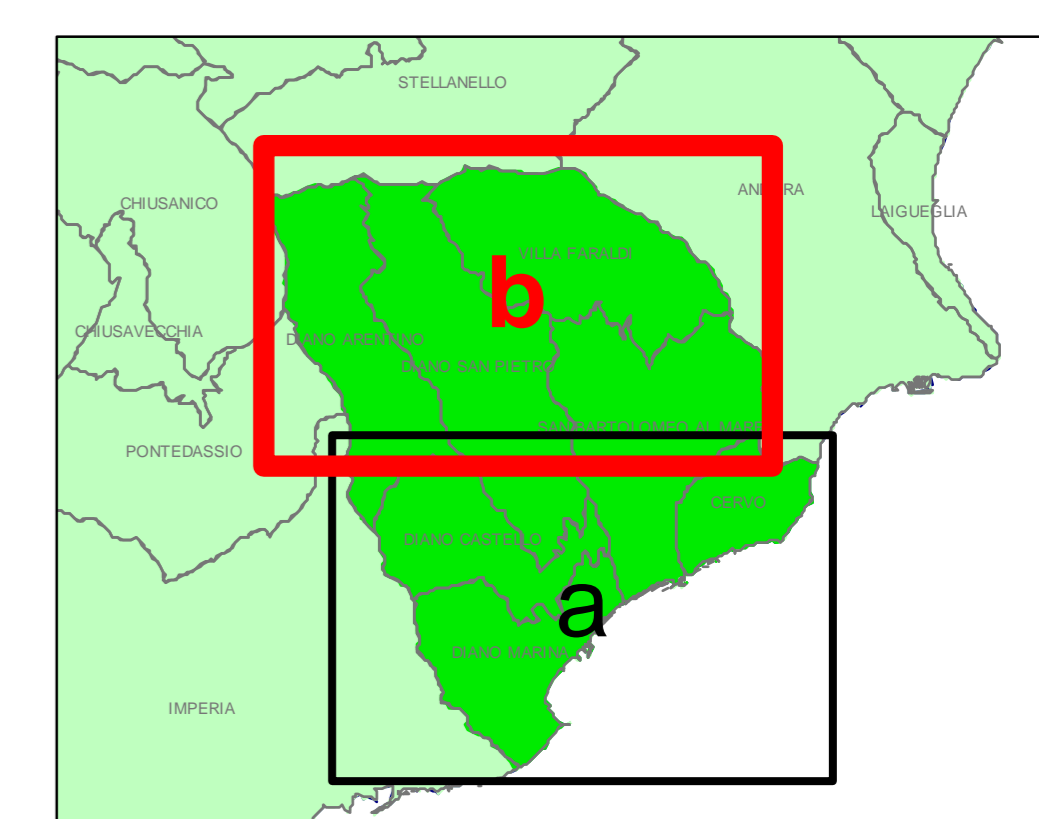 STELLANELLO
ANDORA
CHIUSANICO
LAIGUEGLIA
VILLA FARALDI
b
CHIUSAVECCHIA
DIANO ARENTINO
DIANO SAN PIETRO
SAN BARTOLOMEO AL MARE
PONTEDASSIO
CERVO
DIANO CASTELLO
a
DIANO MARINA
IMPERIA